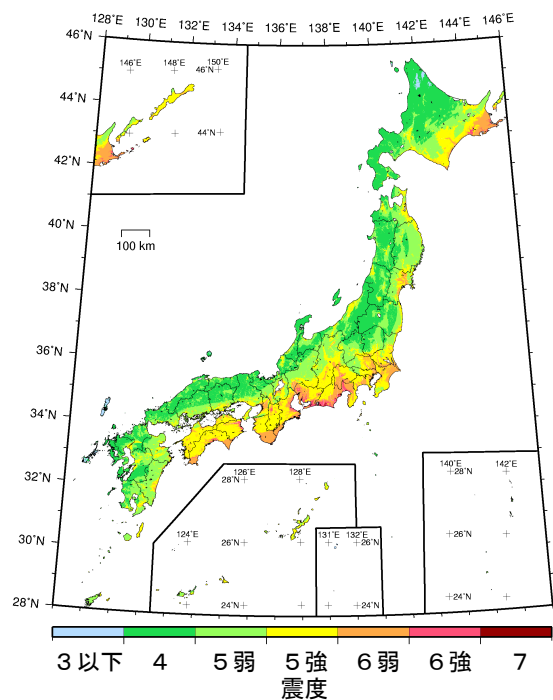 128°E 130°E 132°E 134°E 136°E 138°E 140°E 142°E 144°E 146°E
46°N
146°E 148°E 150°E
46°N
44°N
44°N
42°N
40°N
100 km
38°N
36°N
34°N
32°N
126°E 128°E
28°N
140°E 142°E
28°N
124°E
26°N
131°E 132°E
26°N
26°N
30°N
24°N
24°N
24°N
28°N
3以下 4 5弱 5強 6弱 6強 7
震度